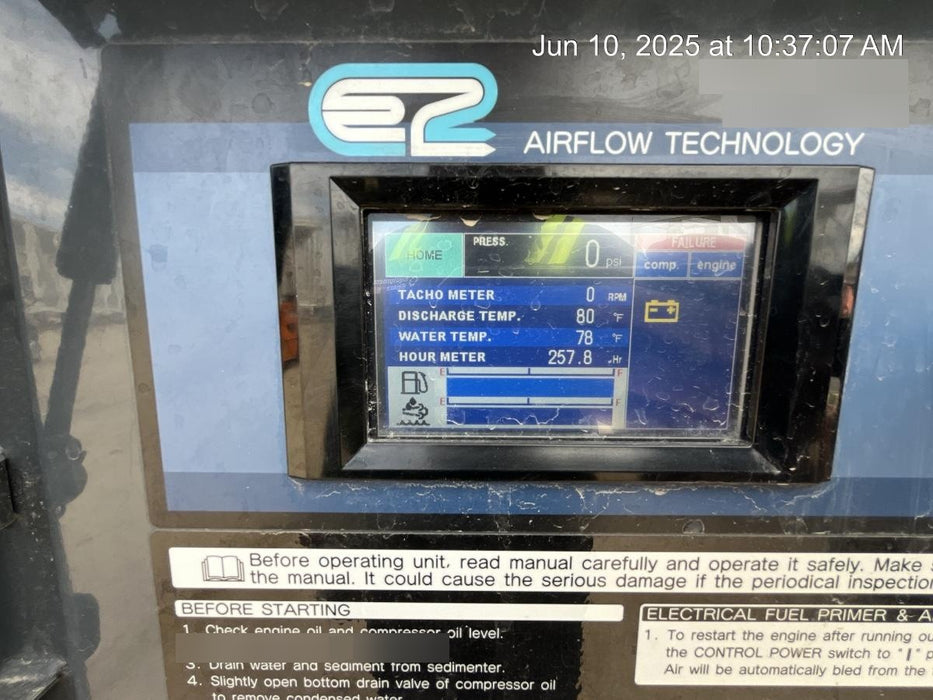 Jun 10, 2025 at 10:37:07 AM
e2 AIRFLOW TECHNOLOGY
HOME
PRESS.
0 psi
FAILURE
comp. engine
TACHO METER 0 RPM
DISCHARGE TEMP. 80 °F
WATER TEMP. 78 °F
HOUR METER 257.8 Hr
E F
E F
Before operating unit, read manual carefully and operate it safely. Make
the manual. It could cause the serious damage if the periodical
BEFORE STARTING
1. Check engine oil and compressor oil level.
3. Drain water and sediment from sedimenter.
4. Slightly open bottom drain valve of compressor oil
to remove condensed water.
ELECTRICAL FUEL PRIMER &
1. To restart the engine after running
the CONTROL POWER switch to "I"
Air will be automatically bled from the